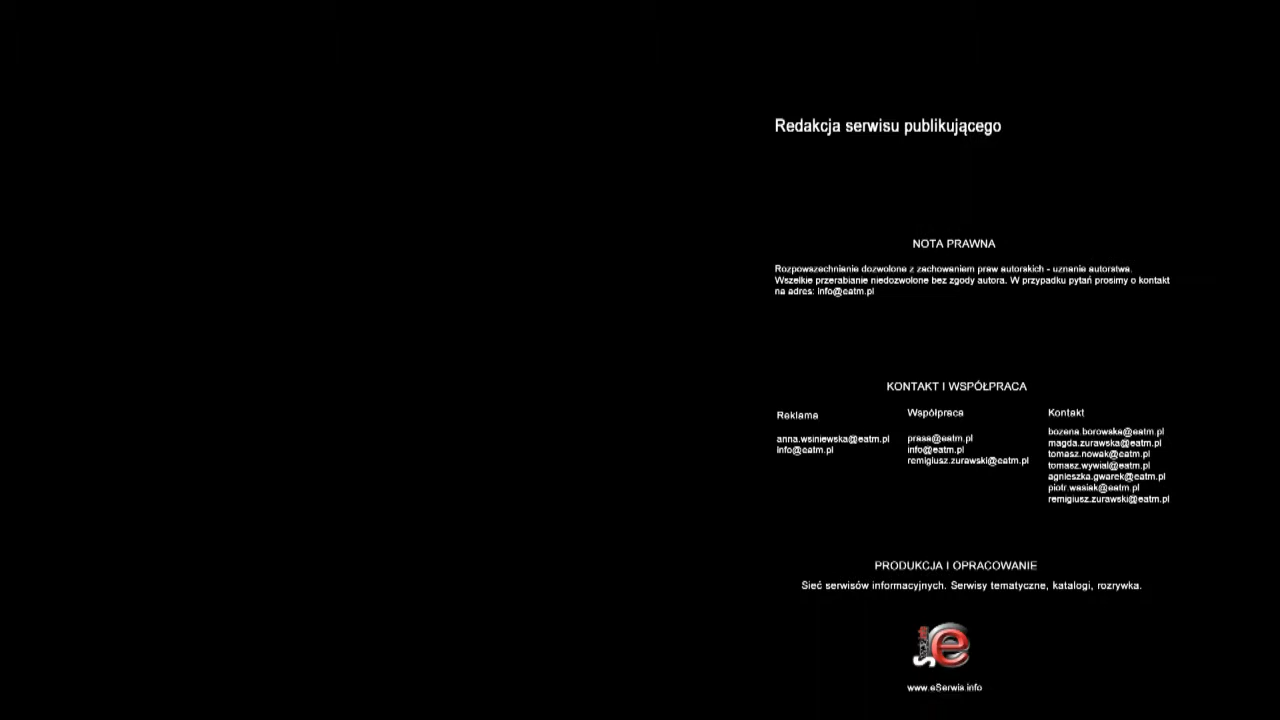 Redakcja serwisu publikującego
NOTA PRAWNA
Rozpowszechnianie dozwolone z zachowaniem praw autorskich - uznanie autorstwa.
Wszelkie przerabianie niedozwolone bez zgody autora. W przypadku pytań prosimy o kontakt
na adres: info@eatm.pl
KONTAKT I WSPÓŁPRACA
Reklama
anna.wsiniewska@eatm.pl
info@eatm.pl
Współpraca
prasa@eatm.pl
info@eatm.pl
remigiusz.zurawski@eatm.pl
Kontakt
bozena.borowska@eatm.pl
magda.zurawska@eatm.pl
tomasz.nowak@eatm.pl
tomasz.wywial@eatm.pl
agnieszka.gwarek@eatm.pl
piotr.wasiak@eatm.pl
remigiusz.zurawski@eatm.pl
PRODUKCJA I OPRACOWANIE
Sieć serwisów informacyjnych. Serwisy tematyczne, katalogi, rozrywka.
e
www.eSerwis.info